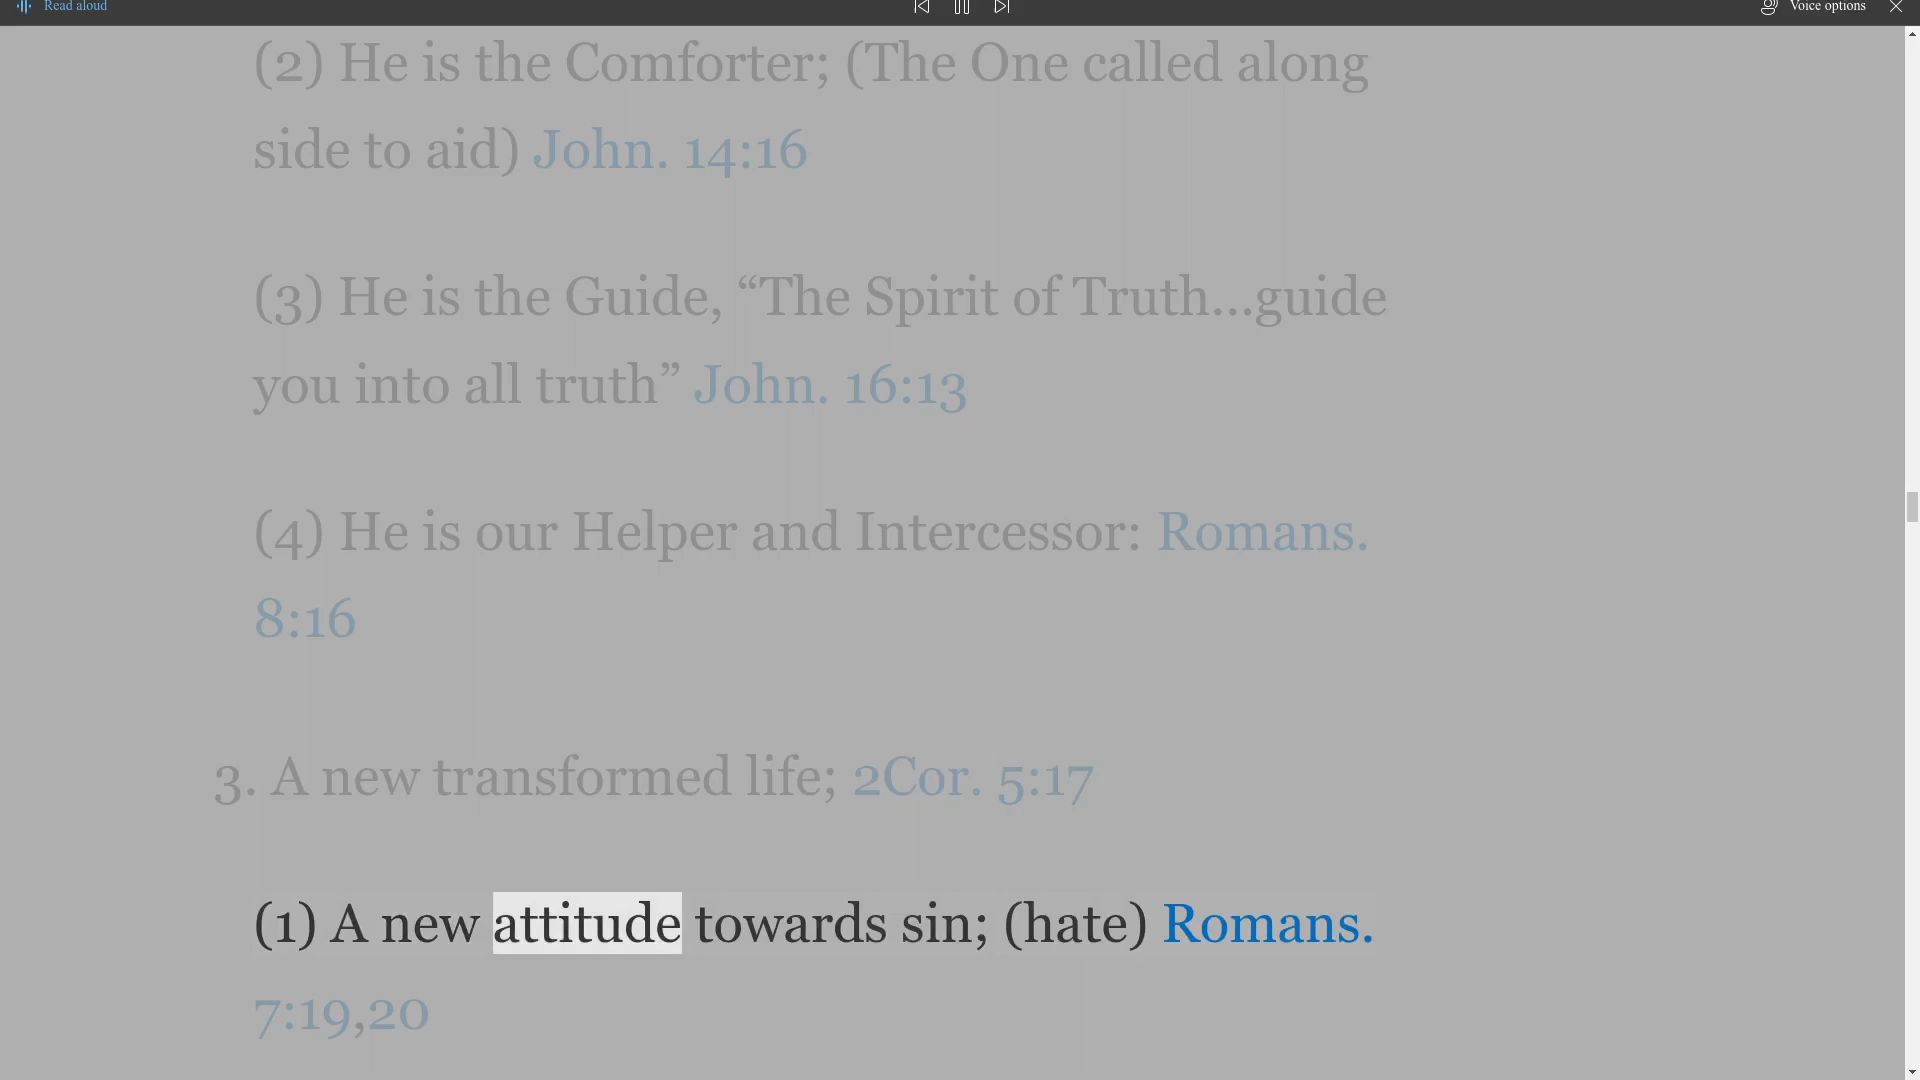 Read aloud
Voice options
(2) He is the Comforter; (The One called along
side to aid) John. 14:16
(3) He is the Guide, “The Spirit of Truth...guide
you into all truth” John. 16:13
(4) He is our Helper and Intercessor: Romans.
8:16
3. A new transformed life; 2Cor. 5:17
(1) A new attitude towards sin; (hate) Romans.
7:19,20